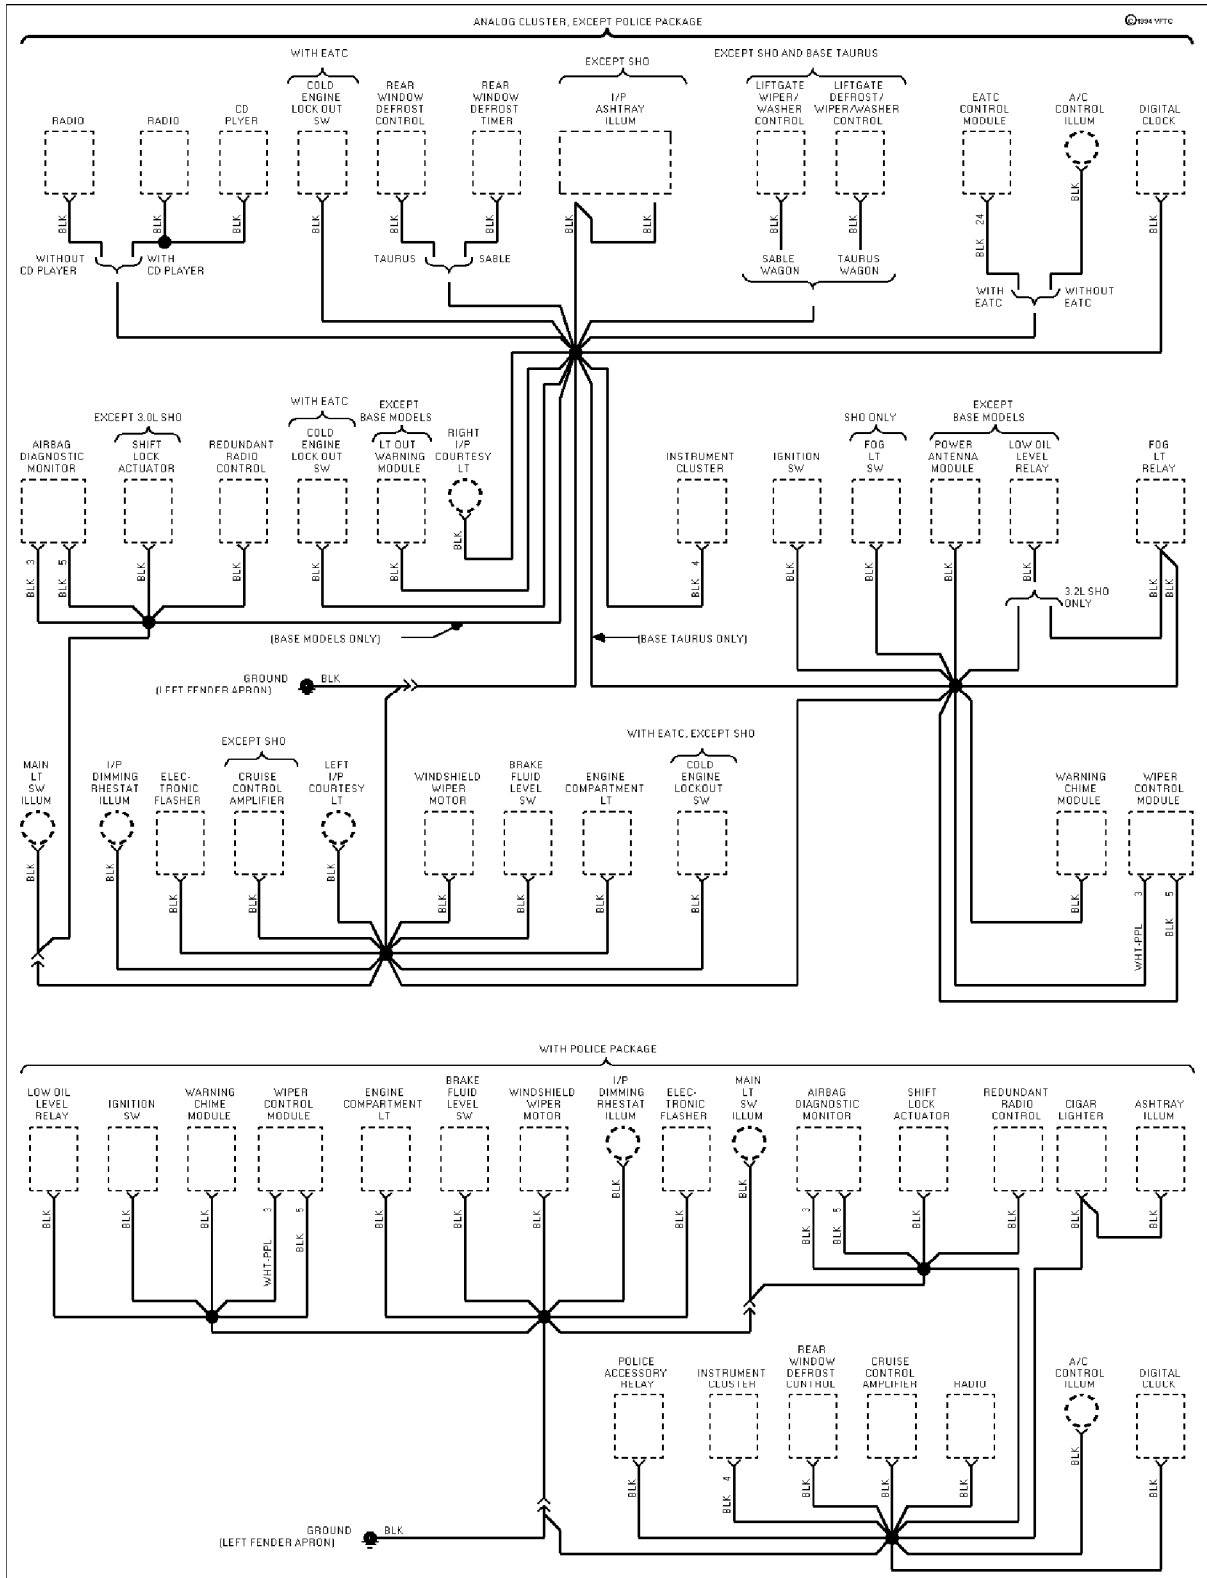 ANALOG CLUSTER, EXCEPT POLICE PACKAGE
©1994 VFTC
WITH EATC
EXCEPT SHO
EXCEPT SHO AND BASE TAURUS
RADIO
RADIO
CD
PLYER
COLD
ENGINE
LOCK OUT
SW
REAR
WINDOW
DEFROST
CONTROL
REAR
WINDOW
DEFROST
TIMER
I/P
ASHTRAY
ILLUM
LIFTGATE
WIPER/
WASHER
CONTROL
LIFTGATE
DEFROST/
WIPER/WASHER
CONTROL
EATC
CONTROL
MODULE
A/C
CONTROL
ILLUM
DIGITAL
CLOCK
BLK
BLK
BLK
BLK
BLK
BLK
BLK
BLK
BLK
BLK
BLK 24
BLK
BLK
WITHOUT
CD PLAYER
WITH
CD PLAYER
TAURUS
SABLE
SABLE
WAGON
TAURUS
WAGON
WITH
EATC
WITHOUT
EATC
EXCEPT 3.0L SHO
WITH EATC
EXCEPT
BASE MODELS
SHO ONLY
EXCEPT
BASE MODELS
AIRBAG
DIAGNOSTIC
MONITOR
SHIFT
LOCK
ACTUATOR
REDUNDANT
RADIO
CONTROL
COLD
ENGINE
LOCK OUT
SW
LT OUT
WARNING
MODULE
RIGHT
I/P
COURTESY
LT
INSTRUMENT
CLUSTER
IGNITION
SW
FOG
LT
SW
POWER
ANTENNA
MODULE
LOW OIL
LEVEL
RELAY
FOG
LT
RELAY
BLK 3
BLK 5
BLK
BLK
BLK
BLK
BLK
BLK 4
BLK
BLK
BLK
BLK
BLK
BLK
3.2L SHO
ONLY
(BASE MODELS ONLY)
(BASE TAURUS ONLY)
GROUND
(LEFT FENDER APRON)
BLK
EXCEPT SHO
WITH EATC, EXCEPT SHO
MAIN
LT
SW
ILLUM
I/P
DIMMING
RHESTAT
ILLUM
ELEC-
TRONIC
FLASHER
CRUISE
CONTROL
AMPLIFIER
LEFT
I/P
COURTESY
LT
WINDSHIELD
WIPER
MOTOR
BRAKE
FLUID
LEVEL
SW
ENGINE
COMPARTMENT
LT
COLD
ENGINE
LOCKOUT
SW
WARNING
CHIME
MODULE
WIPER
CONTROL
MODULE
BLK
BLK
BLK
BLK
BLK
BLK
BLK
BLK
BLK
BLK
WHT-PPL 3
BLK 5
WITH POLICE PACKAGE
LOW OIL
LEVEL
RELAY
IGNITION
SW
WARNING
CHIME
MODULE
WIPER
CONTROL
MODULE
ENGINE
COMPARTMENT
LT
BRAKE
FLUID
LEVEL
SW
WINDSHIELD
WIPER
MOTOR
I/P
DIMMING
RHESTAT
ILLUM
ELEC-
TRONIC
FLASHER
MAIN
LT
SW
ILLUM
AIRBAG
DIAGNOSTIC
MONITOR
SHIFT
LOCK
ACTUATOR
REDUNDANT
RADIO
CONTROL
CIGAR
LIGHTER
ASHTRAY
ILLUM
BLK
BLK
BLK
WHT-PPL 3
BLK 5
BLK
BLK
BLK
BLK
BLK
BLK
BLK 3
BLK 5
BLK
BLK
BLK
BLK
POLICE
ACCESSORY
RELAY
INSTRUMENT
CLUSTER
REAR
WINDOW
DEFROST
CONTROL
CRUISE
CONTROL
AMPLIFIER
RADIO
A/C
CONTROL
ILLUM
DIGITAL
CLOCK
BLK
BLK 4
BLK
BLK
BLK
BLK
BLK
GROUND
(LEFT FENDER APRON)
BLK